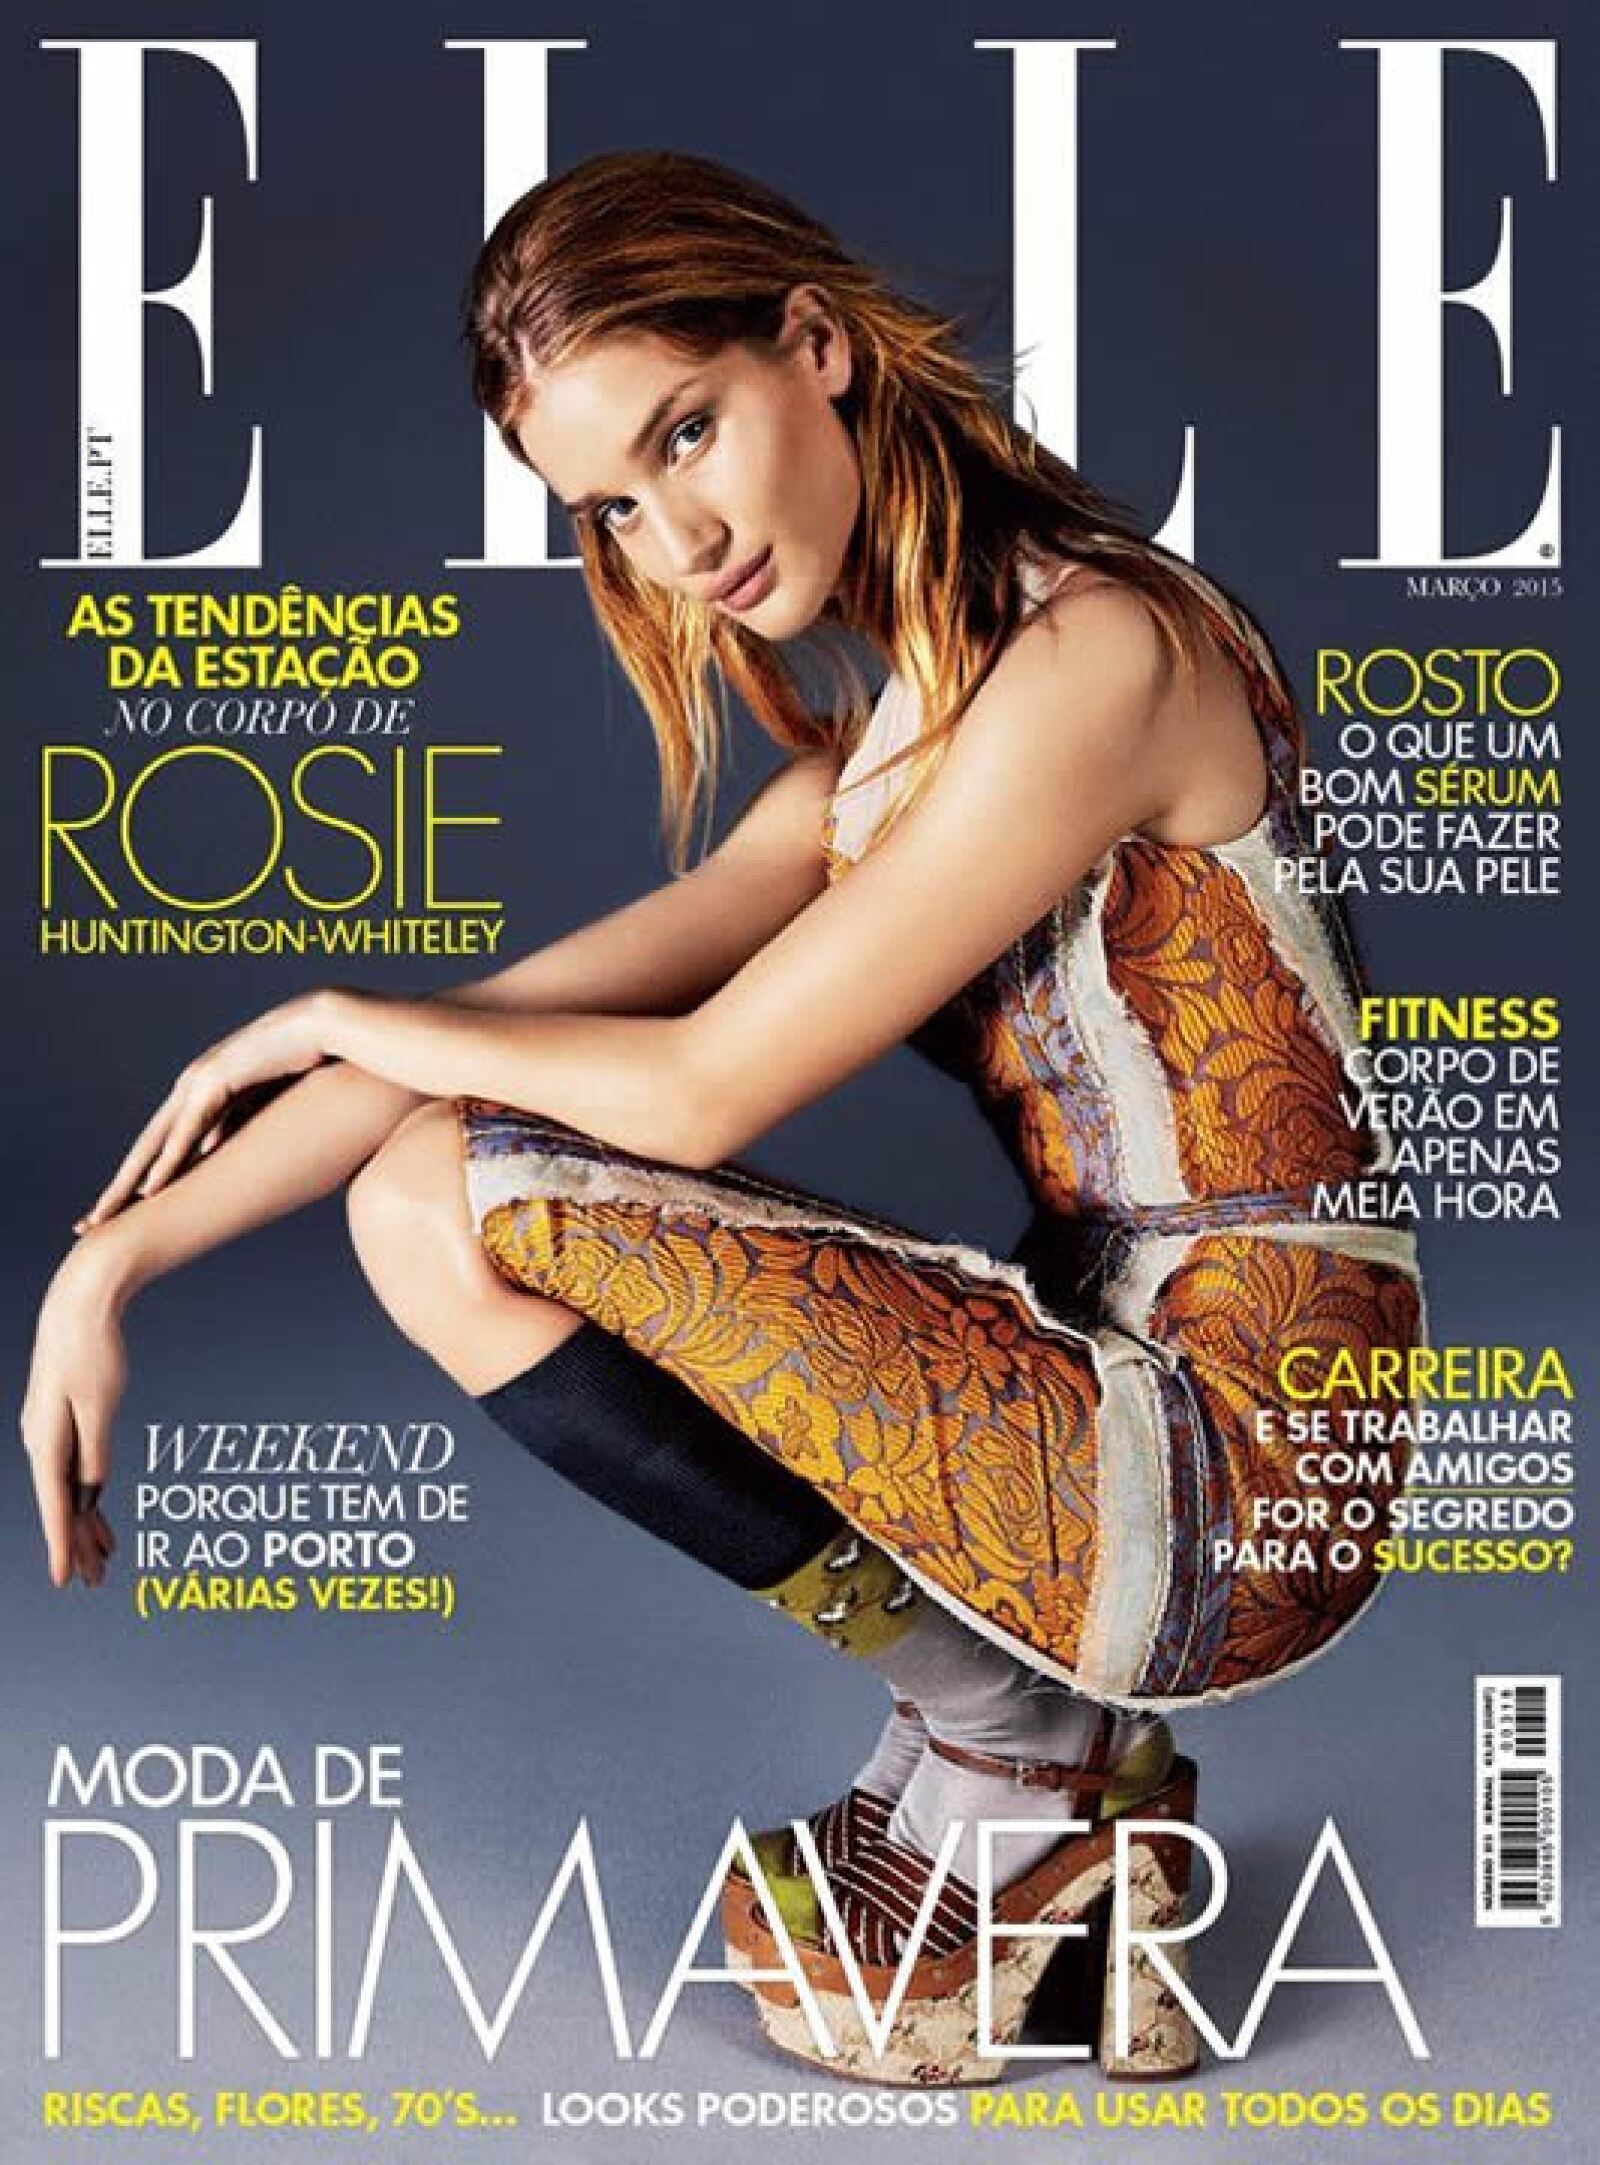 ELLE
ELLE.PT
MARÇO 2015
AS TENDÊNCIAS
DA ESTAÇÃO
NO CORPO DE
ROSIE
HUNTINGTON-WHITELEY
ROSTO
O QUE UM
BOM SÉRUM
PODE FAZER
PELA SUA PELE
FITNESS
CORPO DE
VERÃO EM
APENAS
MEIA HORA
CARREIRA
E SE TRABALHAR
COM AMIGOS
FOR O SEGREDO
PARA O SUCESSO?
WEEKEND
PORQUE TEM DE
IR AO PORTO
(VÁRIAS VEZES!)
MODA DE
PRIMAVERA
RISCAS, FLORES, 70'S... LOOKS PODEROSOS PARA USAR TODOS OS DIAS